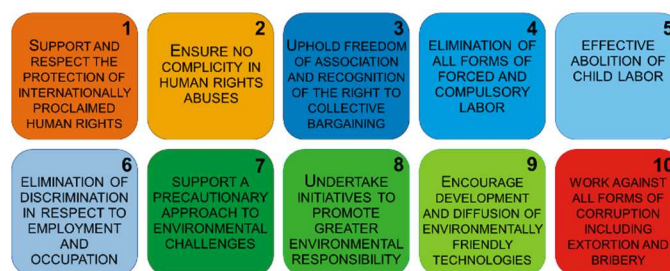 1
SUPPORT AND
RESPECT THE
PROTECTION OF
INTERNATIONALLY
PROCLAIMED
HUMAN RIGHTS
2
ENSURE NO
COMPLICITY IN
HUMAN RIGHTS
ABUSES
3
UPHOLD FREEDOM
OF ASSOCIATION
AND RECOGNITION
OF THE RIGHT TO
COLLECTIVE
BARGAINING
4
ELIMINATION OF
ALL FORMS OF
FORCED AND
COMPULSORY
LABOR
5
EFFECTIVE
ABOLITION OF
CHILD LABOR
6
ELIMINATION OF
DISCRIMINATION
IN RESPECT TO
EMPLOYMENT
AND
OCCUPATION
7
SUPPORT A
PRECAUTIONARY
APPROACH TO
ENVIRONMENTAL
CHALLENGES
8
UNDERTAKE
INITIATIVES TO
PROMOTE
GREATER
ENVIRONMENTAL
RESPONSIBILITY
9
ENCOURAGE
DEVELOPMENT
AND DIFFUSION OF
ENVIRONMENTALLY
FRIENDLY
TECHNOLOGIES
10
WORK AGAINST
ALL FORMS OF
CORRUPTION
INCLUDING
EXTORTION AND
BRIBERY